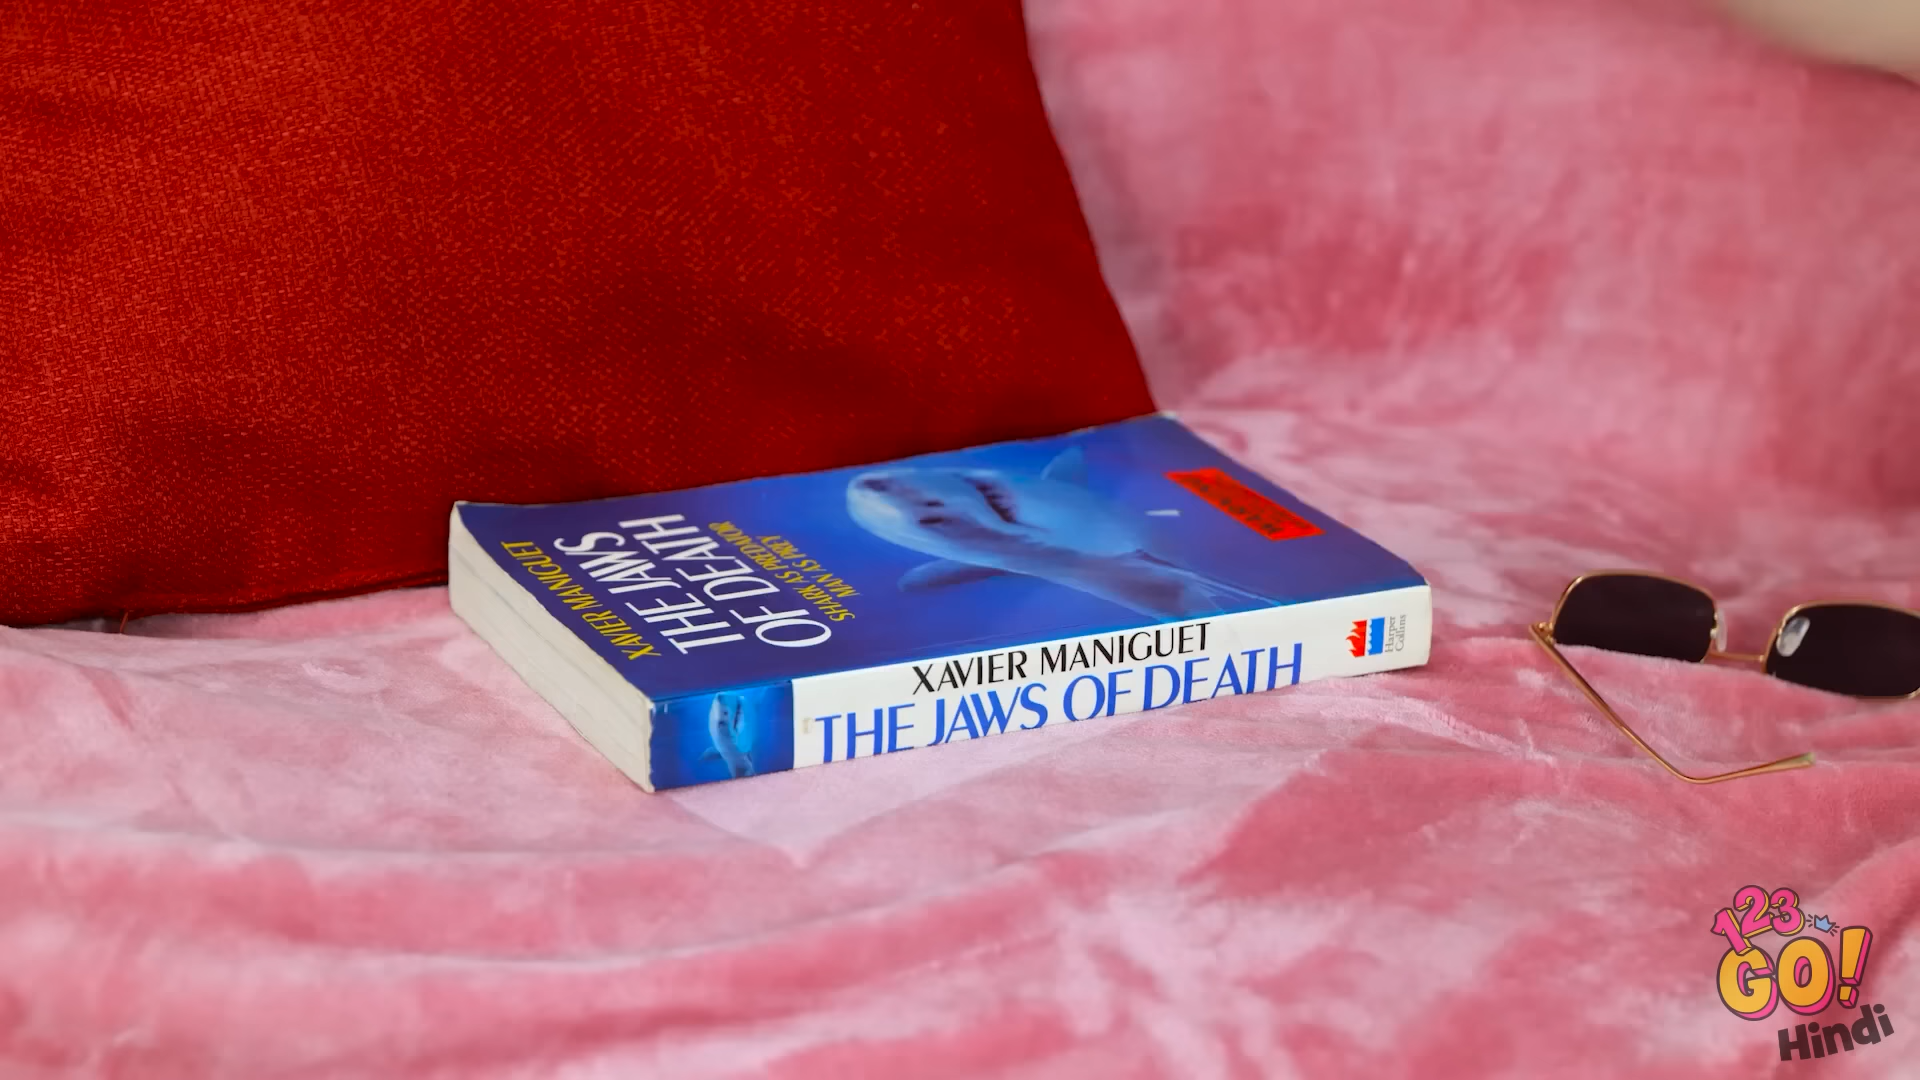 XAVIER MANIGUET
THE JAWS
OF DEATH
SHARK AS PREDATOR
MAN AS PREY
XAVIER MANIGUET
THE JAWS OF DEATH
Harper
Collins
123
GO!
Hindi